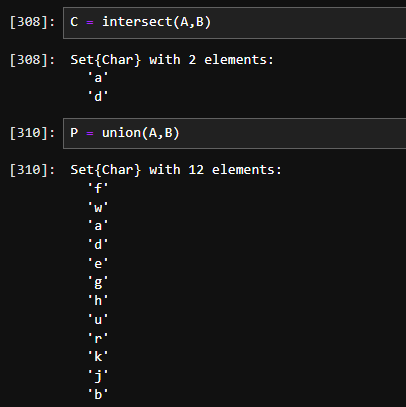 [308]: C = intersect(A,B)
[308]: Set{Char} with 2 elements:
'a'
'd'
[310]: P = union(A,B)
[310]: Set{Char} with 12 elements:
'f'
'w'
'a'
'd'
'e'
'g'
'h'
'u'
'r'
'k'
'j'
'b'